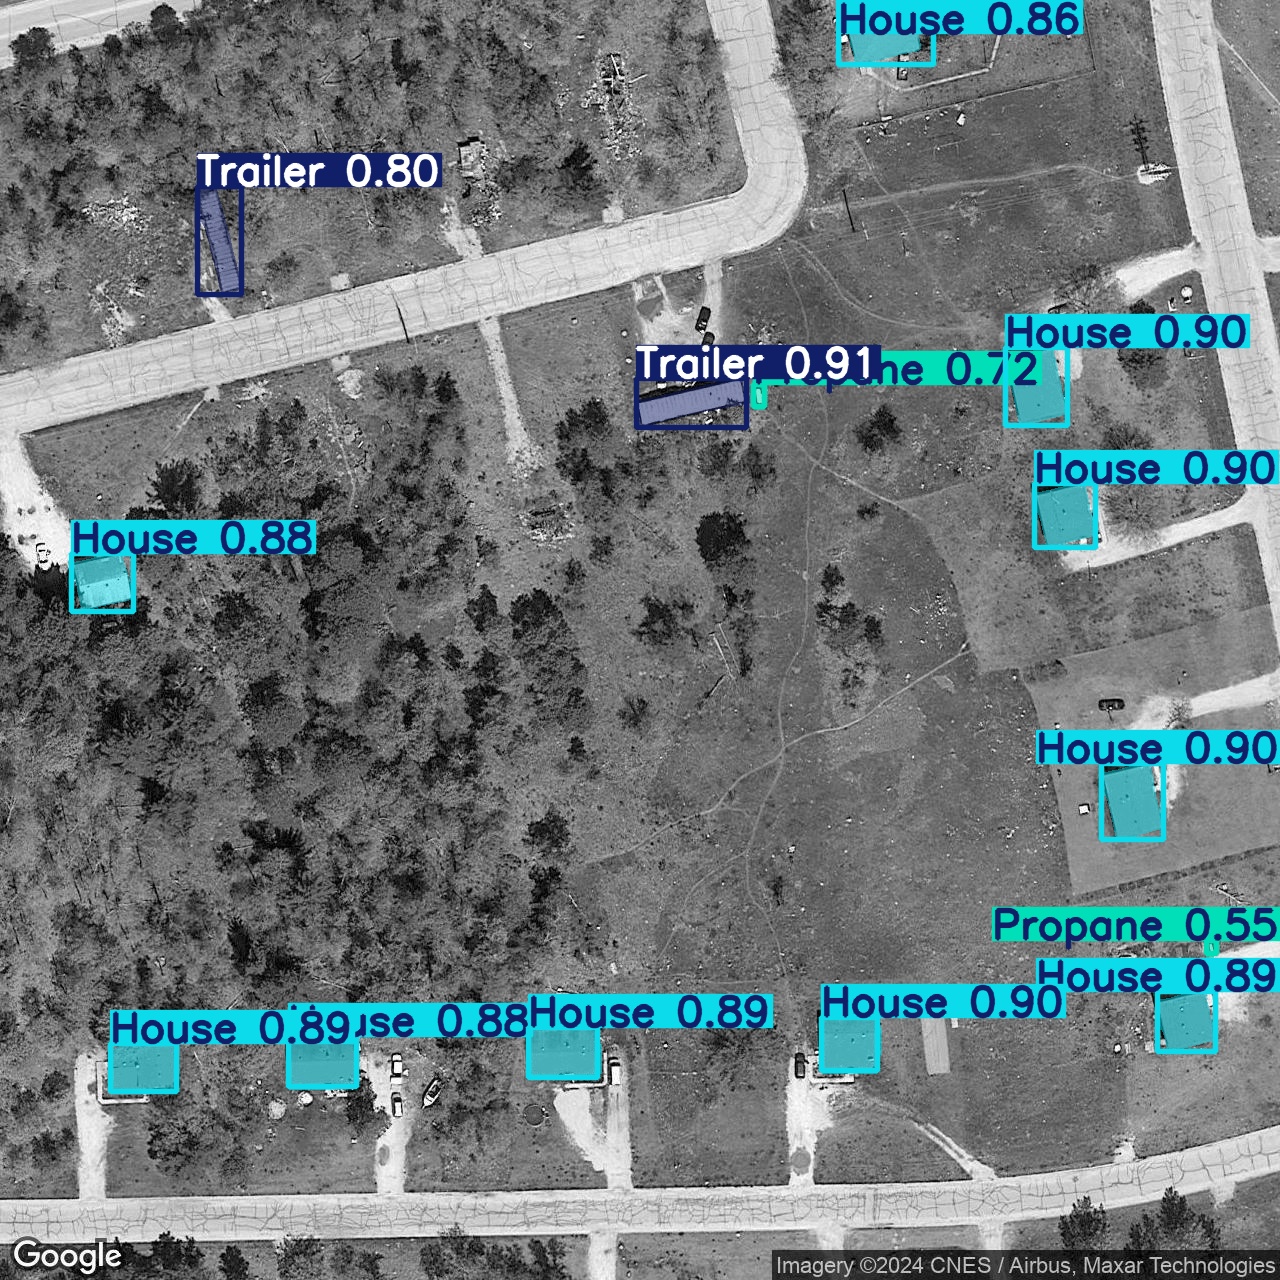 House 0.86
Trailer 0.80
House 0.90
Trailer 0.91
pane 0.72
House 0.90
House 0.88
House 0.90
Propane 0.55
House 0.89
House 0.90
House 0.89
House 0.89
use 0.88
Google
Imagery ©2024 CNES / Airbus, Maxar Technologies